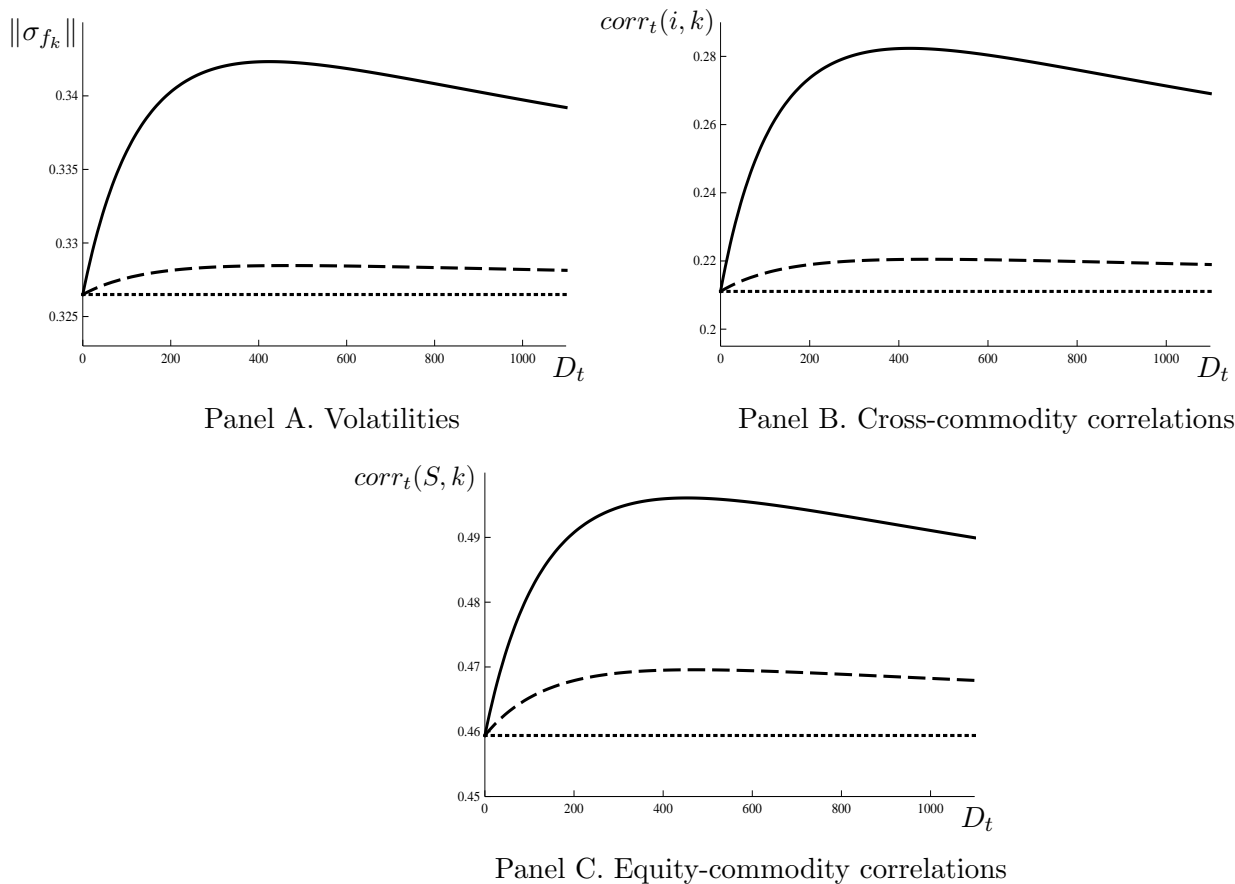 ‖σ_{f_k}‖
0.34
0.335
0.33
0.325
0 200 400 600 800 1000
D_t
Panel A. Volatilities
corr_t(i, k)
0.28
0.26
0.24
0.22
0.2
0 200 400 600 800 1000
D_t
Panel B. Cross-commodity correlations
corr_t(S, k)
0.49
0.48
0.47
0.46
0.45
0 200 400 600 800 1000
D_t
Panel C. Equity-commodity correlations